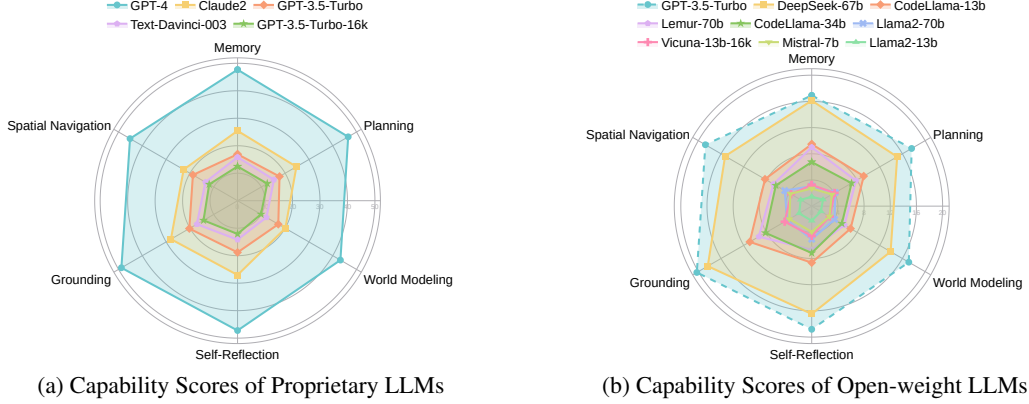 GPT-4 Claude2 GPT-3.5-Turbo
Text-Davinci-003 GPT-3.5-Turbo-16k
Memory
Spatial Navigation Planning
50
Grounding World Modeling
Self-Reflection
(a) Capability Scores of Proprietary LLMs
GPT-3.5-Turbo DeepSeek-67b CodeLlama-13b
Lemur-70b CodeLlama-34b Llama2-70b
Vicuna-13b-16k Mistral-7b Llama2-13b
Memory
Spatial Navigation Planning
16 20
Grounding World Modeling
Self-Reflection
(b) Capability Scores of Open-weight LLMs